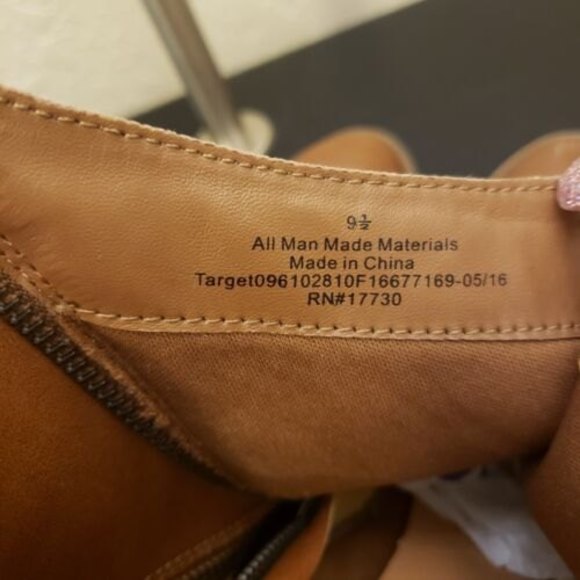 9½
All Man Made Materials
Made in China
Target096102810F16677169-05/16
RN#17730